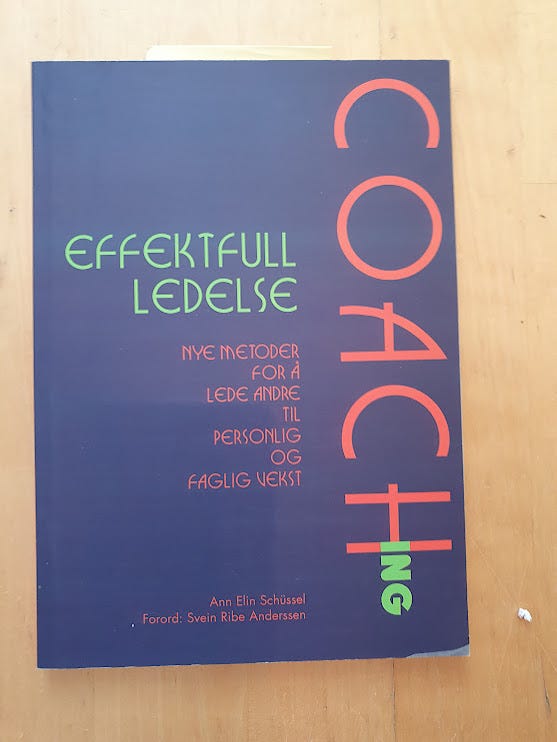 COACHING
EFFEKTFULL
LEDELSE
NYE METODER
FOR Å
LEDE ANDRE
TIL
PERSONLIG
OG
FAGLIG VEKST
Ann Elin Schüssel
Forord: Svein Ribe Anderssen